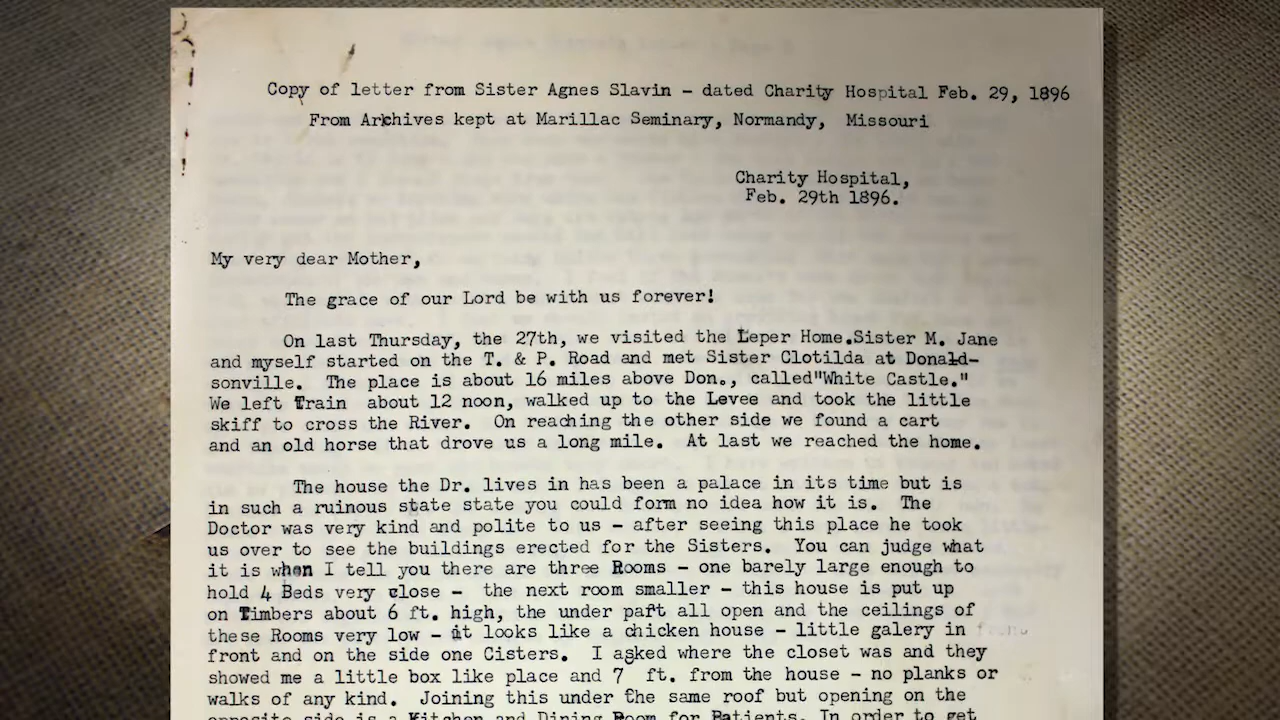 Copy of letter from Sister Agnes Slavin - dated Charity Hospital Feb. 29, 1896
From Archives kept at Marillac Seminary, Normandy, Missouri
Charity Hospital,
Feb. 29th 1896.
My very dear Mother,
The grace of our Lord be with us forever!
On last Thursday, the 27th, we visited the Leper Home.Sister M. Jane
and myself started on the T. & P. Road and met Sister Clotilda at Donald-
sonville. The place is about 16 miles above Don., called"White Castle."
We left Train about 12 noon, walked up to the Levee and took the little
skiff to cross the River. On reaching the other side we found a cart
and an old horse that drove us a long mile. At last we reached the home.
The house the Dr. lives in has been a palace in its time but is
in such a ruinous state state you could form no idea how it is. The
Doctor was very kind and polite to us - after seeing this place he took
us over to see the buildings erected for the Sisters. You can judge what
it is when I tell you there are three Rooms - one barely large enough to
hold 4 Beds very close - the next room smaller - this house is put up
on Timbers about 6 ft. high, the under part all open and the ceilings of
these Rooms very low - it looks like a chicken house - little galery in
front and on the side one Cisters. I asked where the closet was and they
showed me a little box like place and 7 ft. from the house - no planks or
walks of any kind. Joining this under the same roof but opening on the
opposite side is a Kitchen and Dining Room for Patients. In order to get